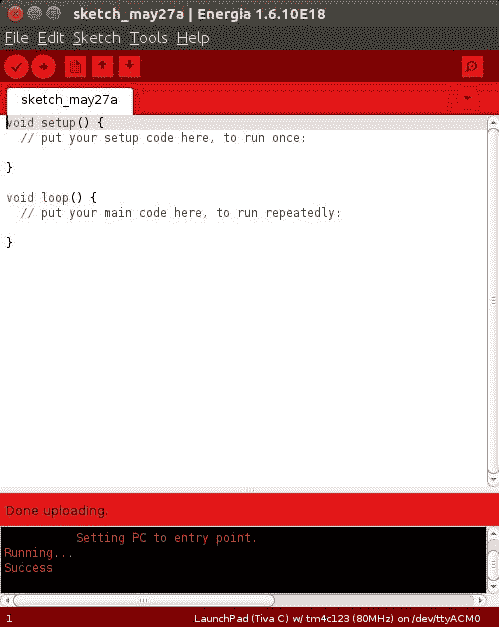 sketch_may27a | Energia 1.6.10E18
File Edit Sketch Tools Help
sketch_may27a
void setup() {
  // put your setup code here, to run once:
}
void loop() {
  // put your main code here, to run repeatedly:
}
Done uploading.
Setting PC to entry point.
Running...
Success
1 LaunchPad (Tiva C) w/ tm4c123 (80MHz) on /dev/ttyACM0